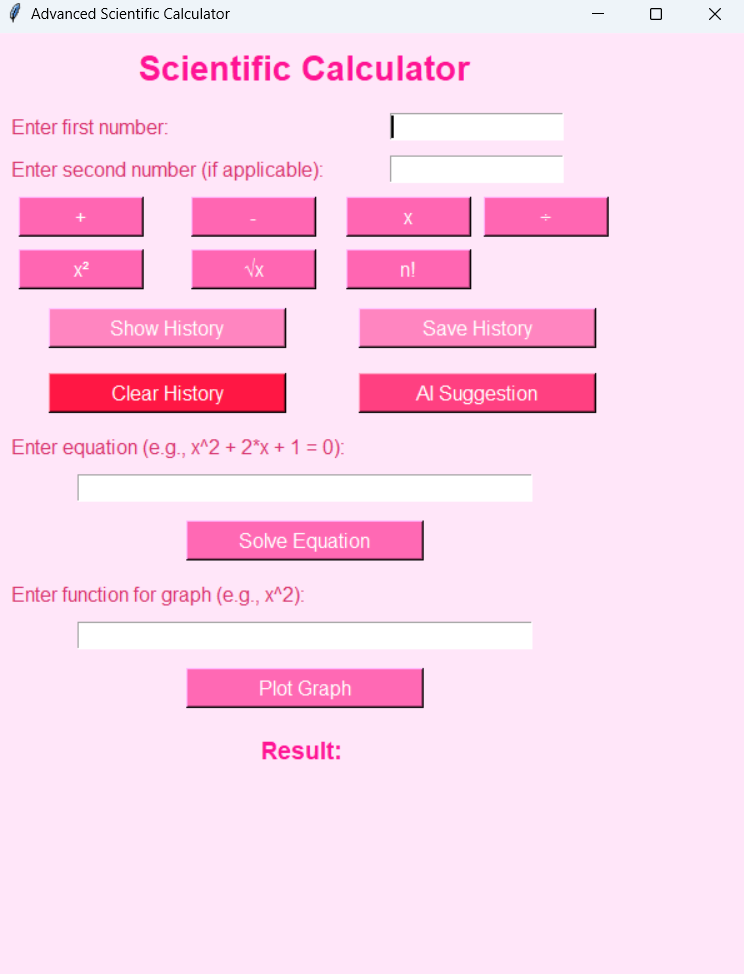 Advanced Scientific Calculator
Scientific Calculator
Enter first number:
Enter second number (if applicable):
+ - x ÷
x² √x n!
Show History Save History
Clear History AI Suggestion
Enter equation (e.g., x^2 + 2*x + 1 = 0):
Solve Equation
Enter function for graph (e.g., x^2):
Plot Graph
Result: